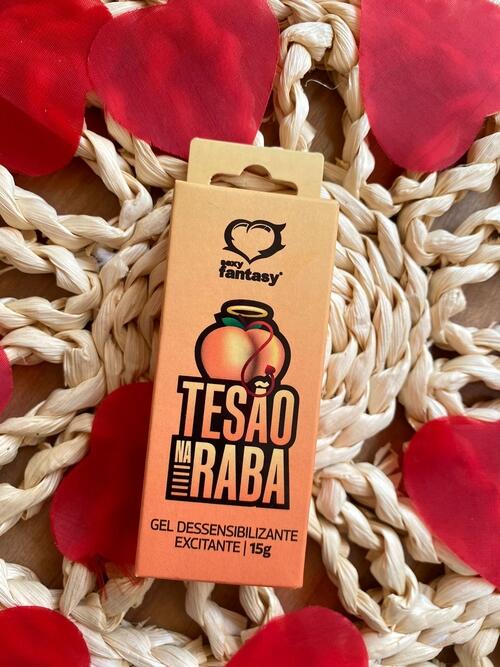 sexy
fantasy®
TESÃO
NA
RABA
GEL DESSENSIBILIZANTE
EXCITANTE | 15g